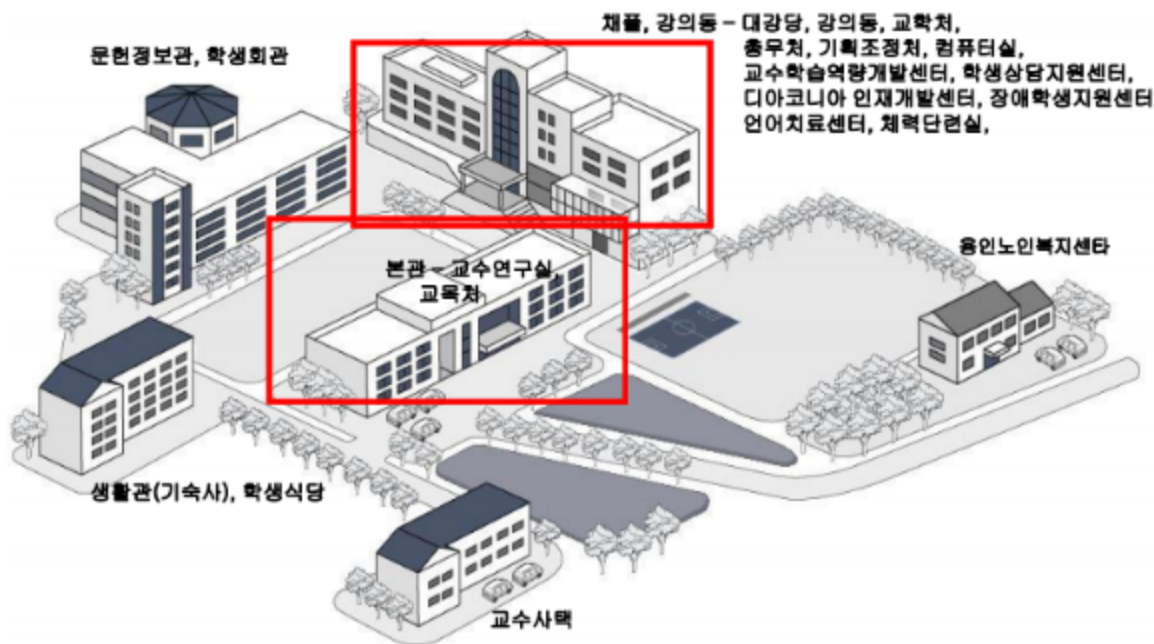 채플, 강의동 - 대강당, 강의동, 교학처,
총무처, 기획조정처, 컴퓨터실,
교수학습역량개발센터, 학생상담지원센터,
디아코니아 인재개발센터, 장애학생지원센터
언어치료센터, 체력단련실,
문헌정보관, 학생회관
용인노인복지센타
본관 - 교수연구실,
교목처
생활관(기숙사), 학생식당
교수사택